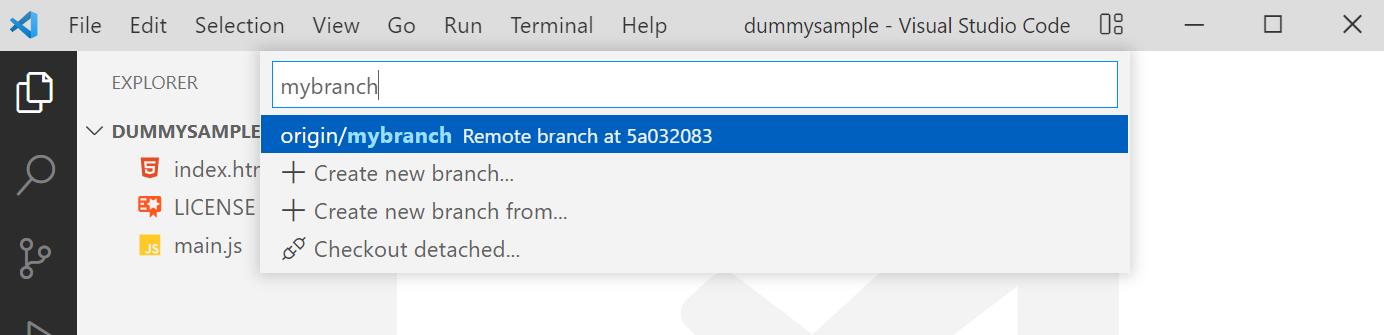 File Edit Selection View Go Run Terminal Help dummysample - Visual Studio Code
EXPLORER
mybranch
DUMMYSAMPLE
origin/mybranch Remote branch at 5a032083
index.htm
Create new branch...
LICENSE
Create new branch from...
main.js
JS
Checkout detached...